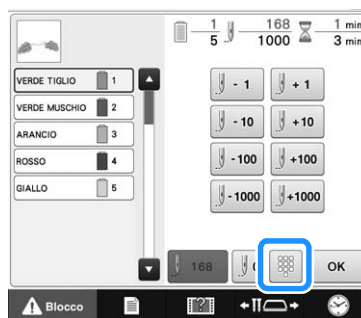 1 168 1 min
5 1000 3 min
VERDE TIGLIO 1
VERDE MUSCHIO 2
ARANCIO 3
ROSSO 4
GIALLO 5
- 1 + 1
- 10 + 10
- 100 +100
- 1000 +1000
168 OK
Blocco